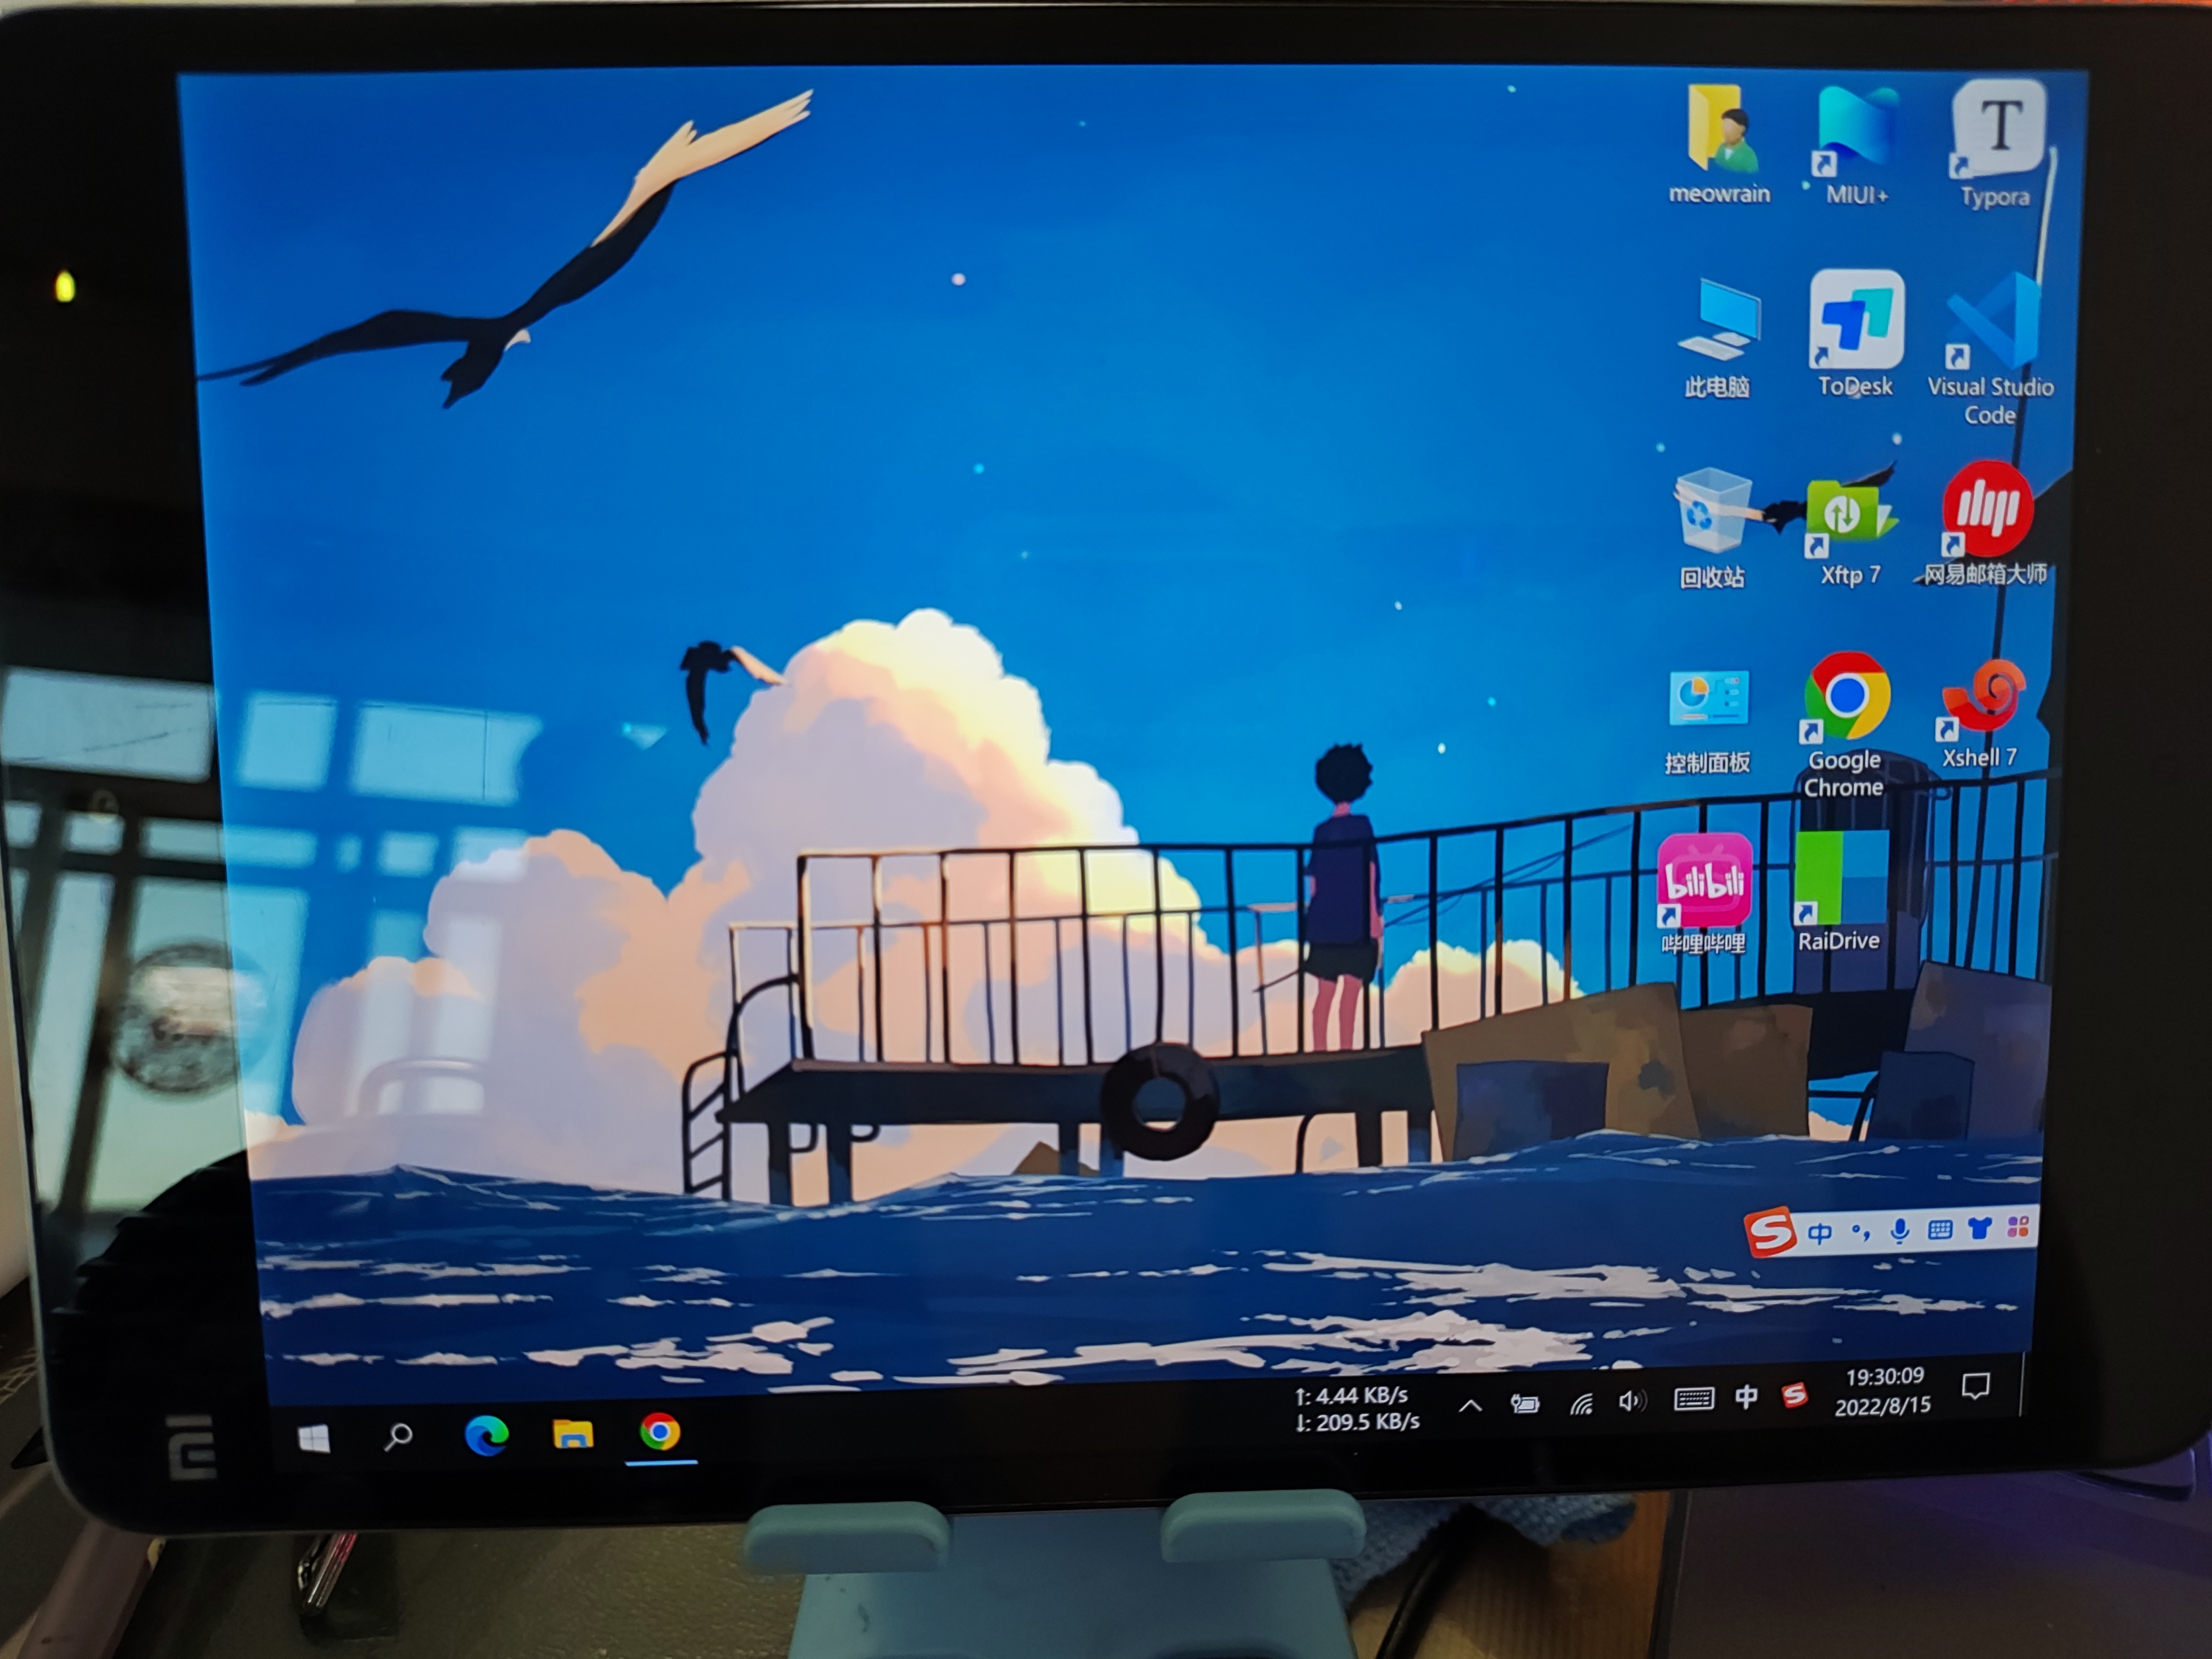 meowrain
MIUI+
T
Typora
此电脑
ToDesk
Visual Studio
Code
回收站
Xftp 7
网易邮箱大师
控制面板
Google
Chrome
Xshell 7
bilibili
哔哩哔哩
RaiDrive
S 中
↑: 4.44 KB/s
↓: 209.5 KB/s
中
S
19:30:09
2022/8/15